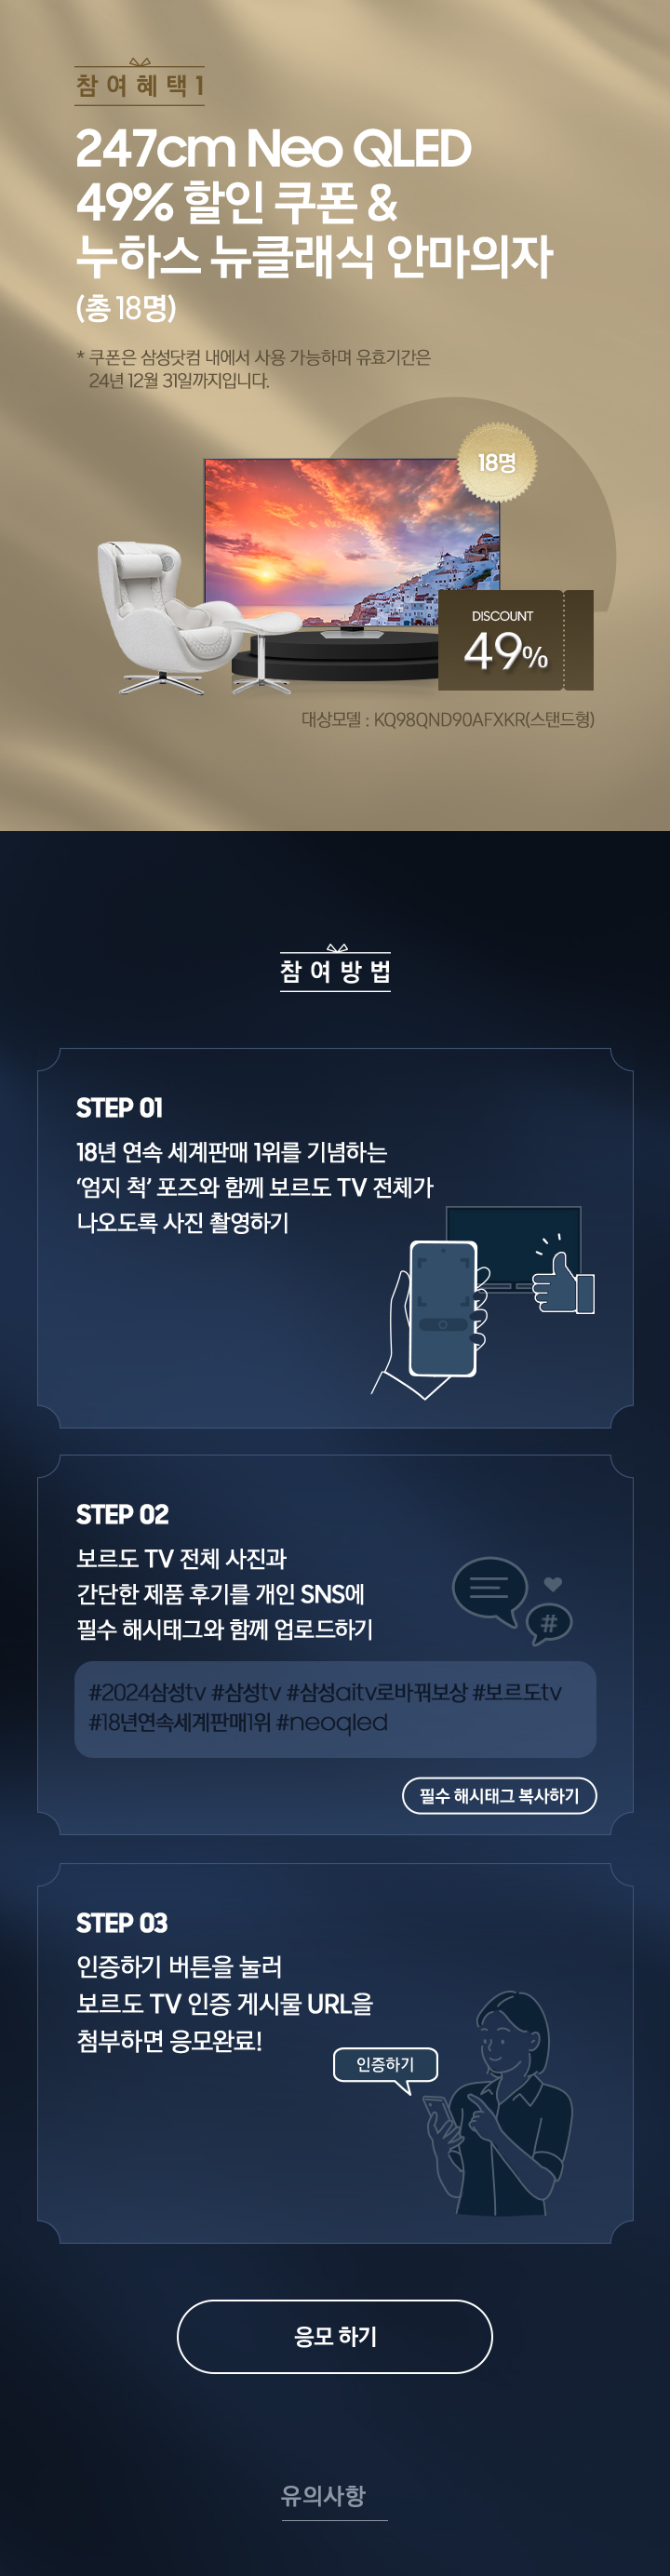 참여혜택1
247cm Neo QLED
49% 할인 쿠폰 &
누하스 뉴클래식 안마의자
(총 18명)
* 쿠폰은 삼성닷컴 내에서 사용 가능하며 유효기간은
24년 12월 31일까지입니다.
18명
DISCOUNT
49%
대상모델 : KQ98QND90AFXKR(스탠드형)
참여방법
STEP 01
18년 연속 세계판매 1위를 기념하는
‘엄지 척’ 포즈와 함께 보르도 TV 전체가
나오도록 사진 촬영하기
STEP 02
보르도 TV 전체 사진과
간단한 제품 후기를 개인 SNS에
필수 해시태그와 함께 업로드하기
#
#2024삼성tv #삼성tv #삼성aitv로바꿔보상 #보르도tv
#18년연속세계판매1위 #neoqled
필수 해시태그 복사하기
STEP 03
인증하기 버튼을 눌러
보르도 TV 인증 게시물 URL을
첨부하면 응모완료!
인증하기
응모 하기
유의사항